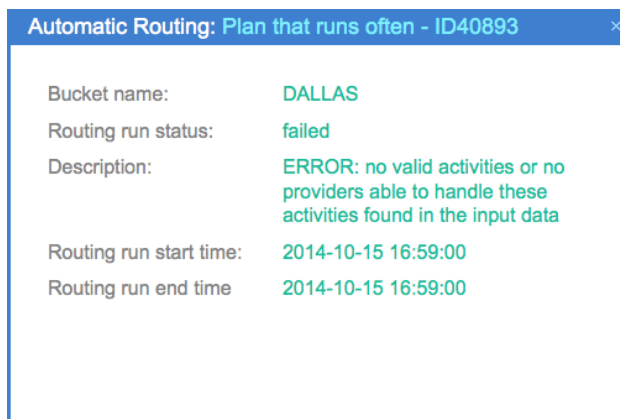 Automatic Routing: Plan that runs often - ID40893 ×
Bucket name: DALLAS
Routing run status: failed
Description: ERROR: no valid activities or no
providers able to handle these
activities found in the input data
Routing run start time: 2014-10-15 16:59:00
Routing run end time 2014-10-15 16:59:00